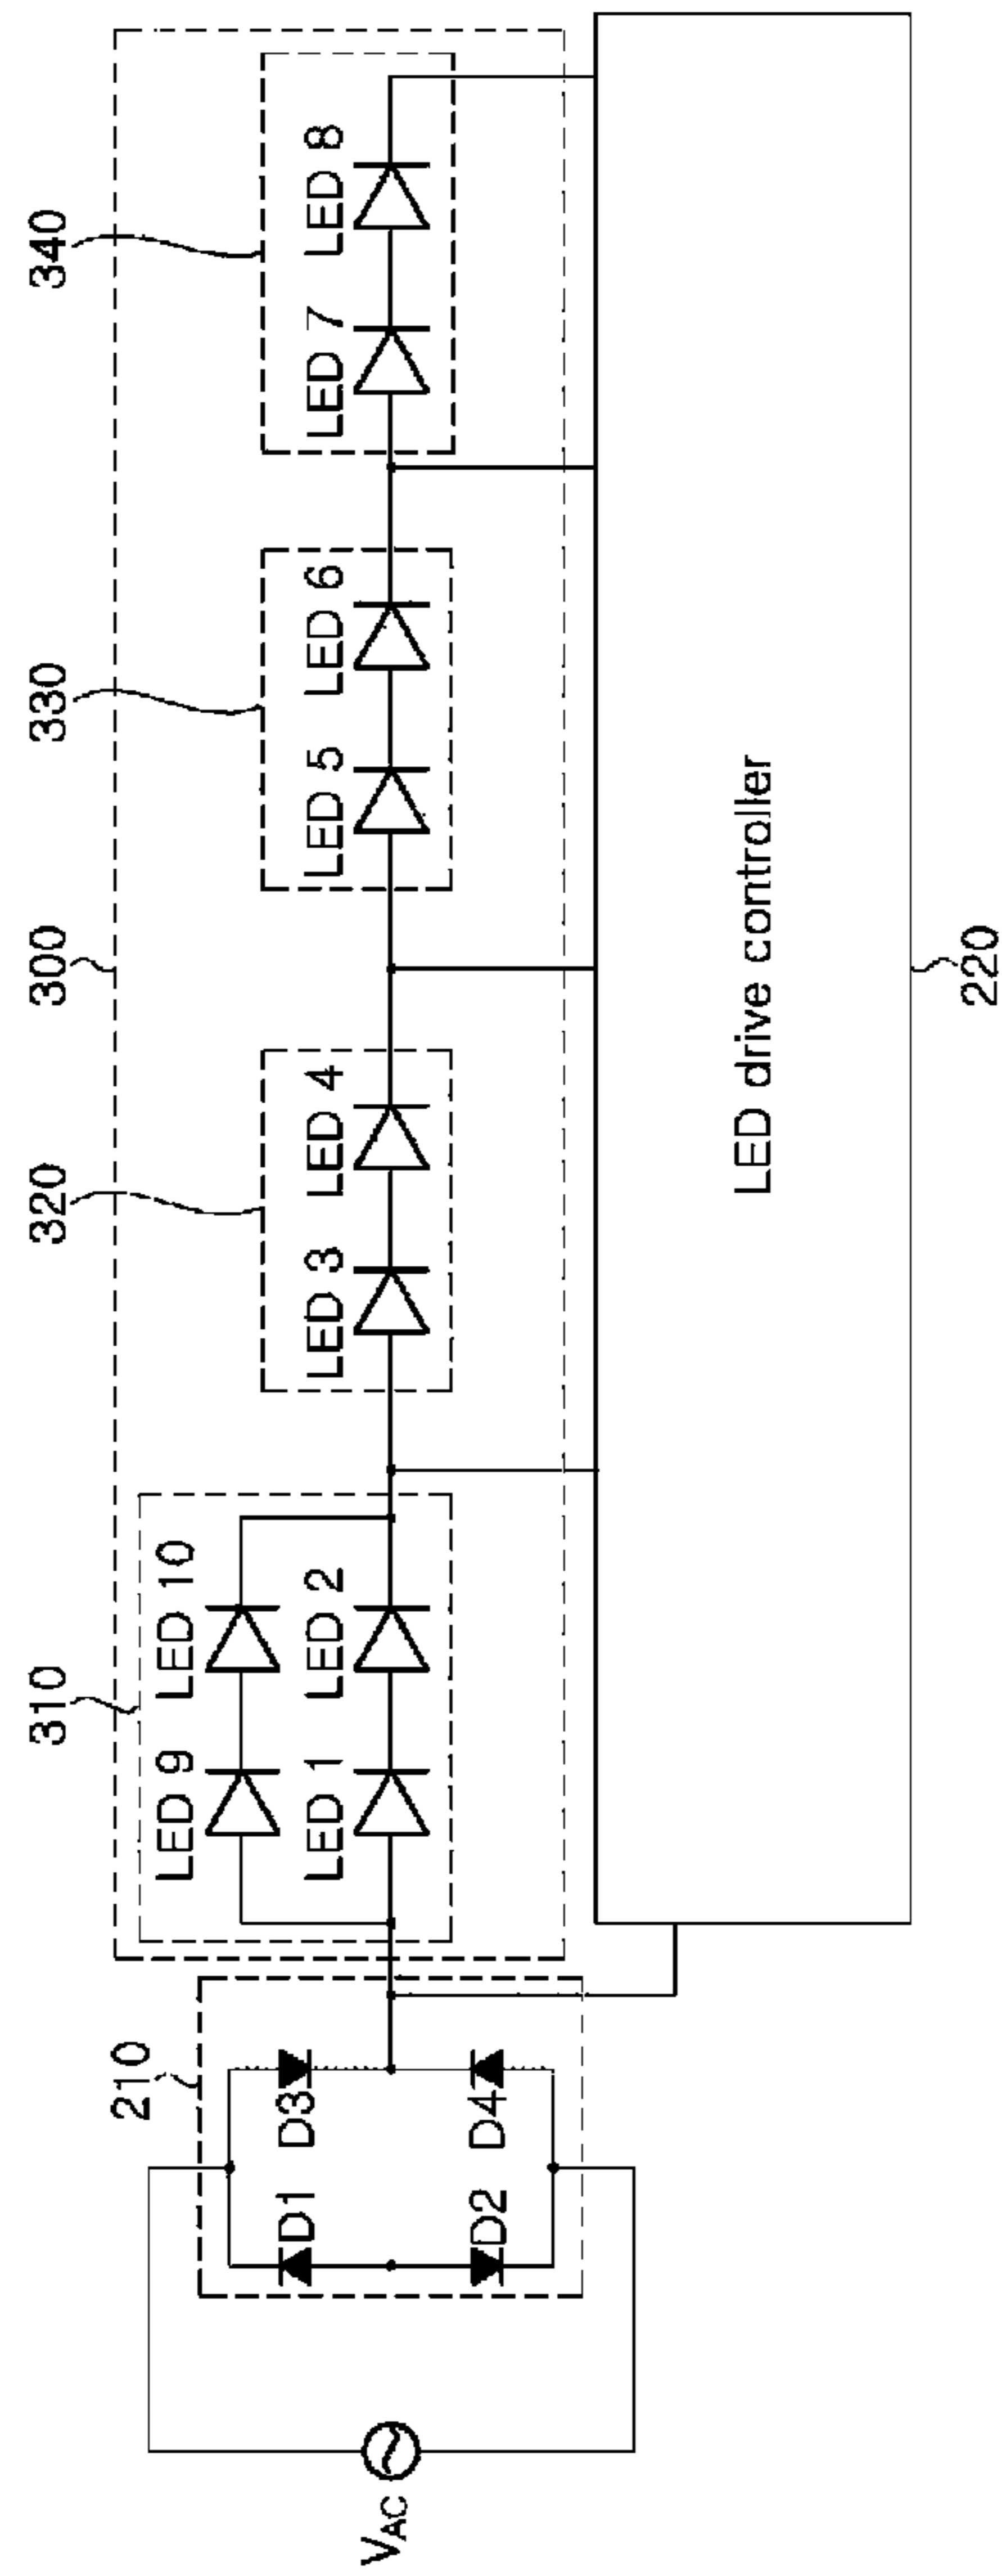 300
310
320
330
340
LED 9
LED 10
LED 1
LED 2
LED 3
LED 4
LED 5
LED 6
LED 7
LED 8
210
D1
D3
D2
D4
VAC
LED drive controller
220